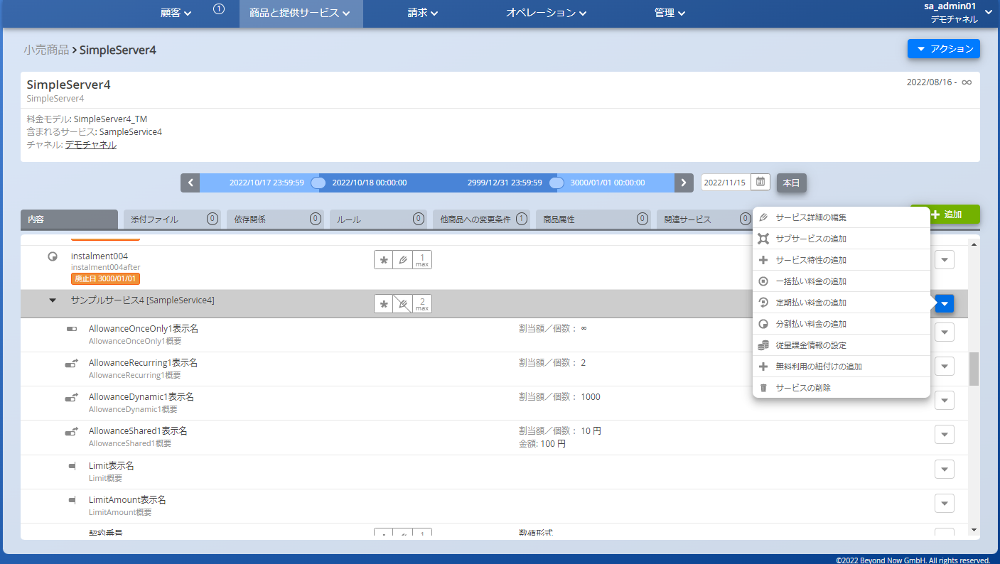 顧客
1
商品と提供サービス
請求
オペレーション
管理
sa_admin01
デモチャネル
小売商品 > SimpleServer4
アクション
SimpleServer4
2022/08/16 - ∞
SimpleServer4
料金モデル: SimpleServer4_TM
含まれるサービス: SampleService4
チャネル: デモチャネル
2022/10/17 23:59:59
2022/10/18 00:00:00
2999/12/31 23:59:59
3000/01/01 00:00:00
2022/11/15
本日
内容
添付ファイル 0
依存関係 0
ルール 0
他商品への変更条件 1
商品属性 0
関連サービス 0
+ 追加
サービス詳細の編集
サブサービスの追加
サービス特性の追加
一括払い料金の追加
定期払い料金の追加
分割払い料金の追加
従量課金情報の設定
無料利用の紐付けの追加
サービスの削除
instalment004
instalment004after
廃止日 3000/01/01
1
max
サンプルサービス4 [SampleService4]
2
max
AllowanceOnceOnly1表示名
AllowanceOnceOnly1概要
割当額／個数： ∞
AllowanceRecurring1表示名
AllowanceRecurring1概要
割当額／個数： 2
AllowanceDynamic1表示名
AllowanceDynamic1概要
割当額／個数： 1000
AllowanceShared1表示名
AllowanceShared1概要
割当額／個数： 10 円
金額: 100 円
Limit表示名
Limit概要
LimitAmount表示名
LimitAmount概要
契約番号
1
数値形式
©2022 Beyond Now GmbH. All rights reserved.